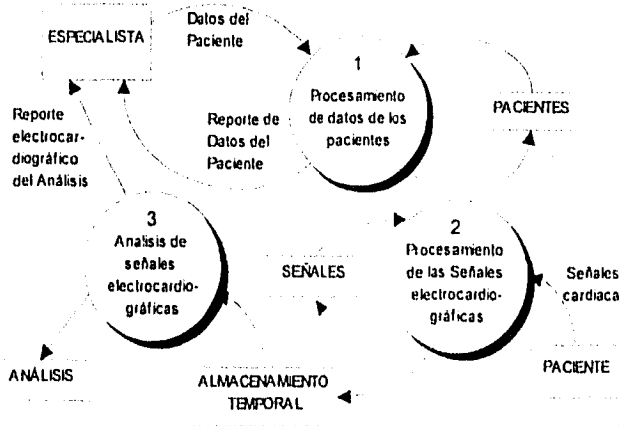 ESPECIALISTA
Datos del
Paciente
1
Procesamiento
de datos de los
pacientes
PACIENTES
Reporte
electrocar-
diográfico
del Análisis
Reporte de
Datos del
Paciente
3
Analisis de
señales
electrocardio-
gráficas
SEÑALES
2
Procesamiento
de las Señales
electrocardio-
gráficas
Señales
cardiaca
ANÁLISIS
ALMACENAMIENTO
TEMPORAL
PACIENTE